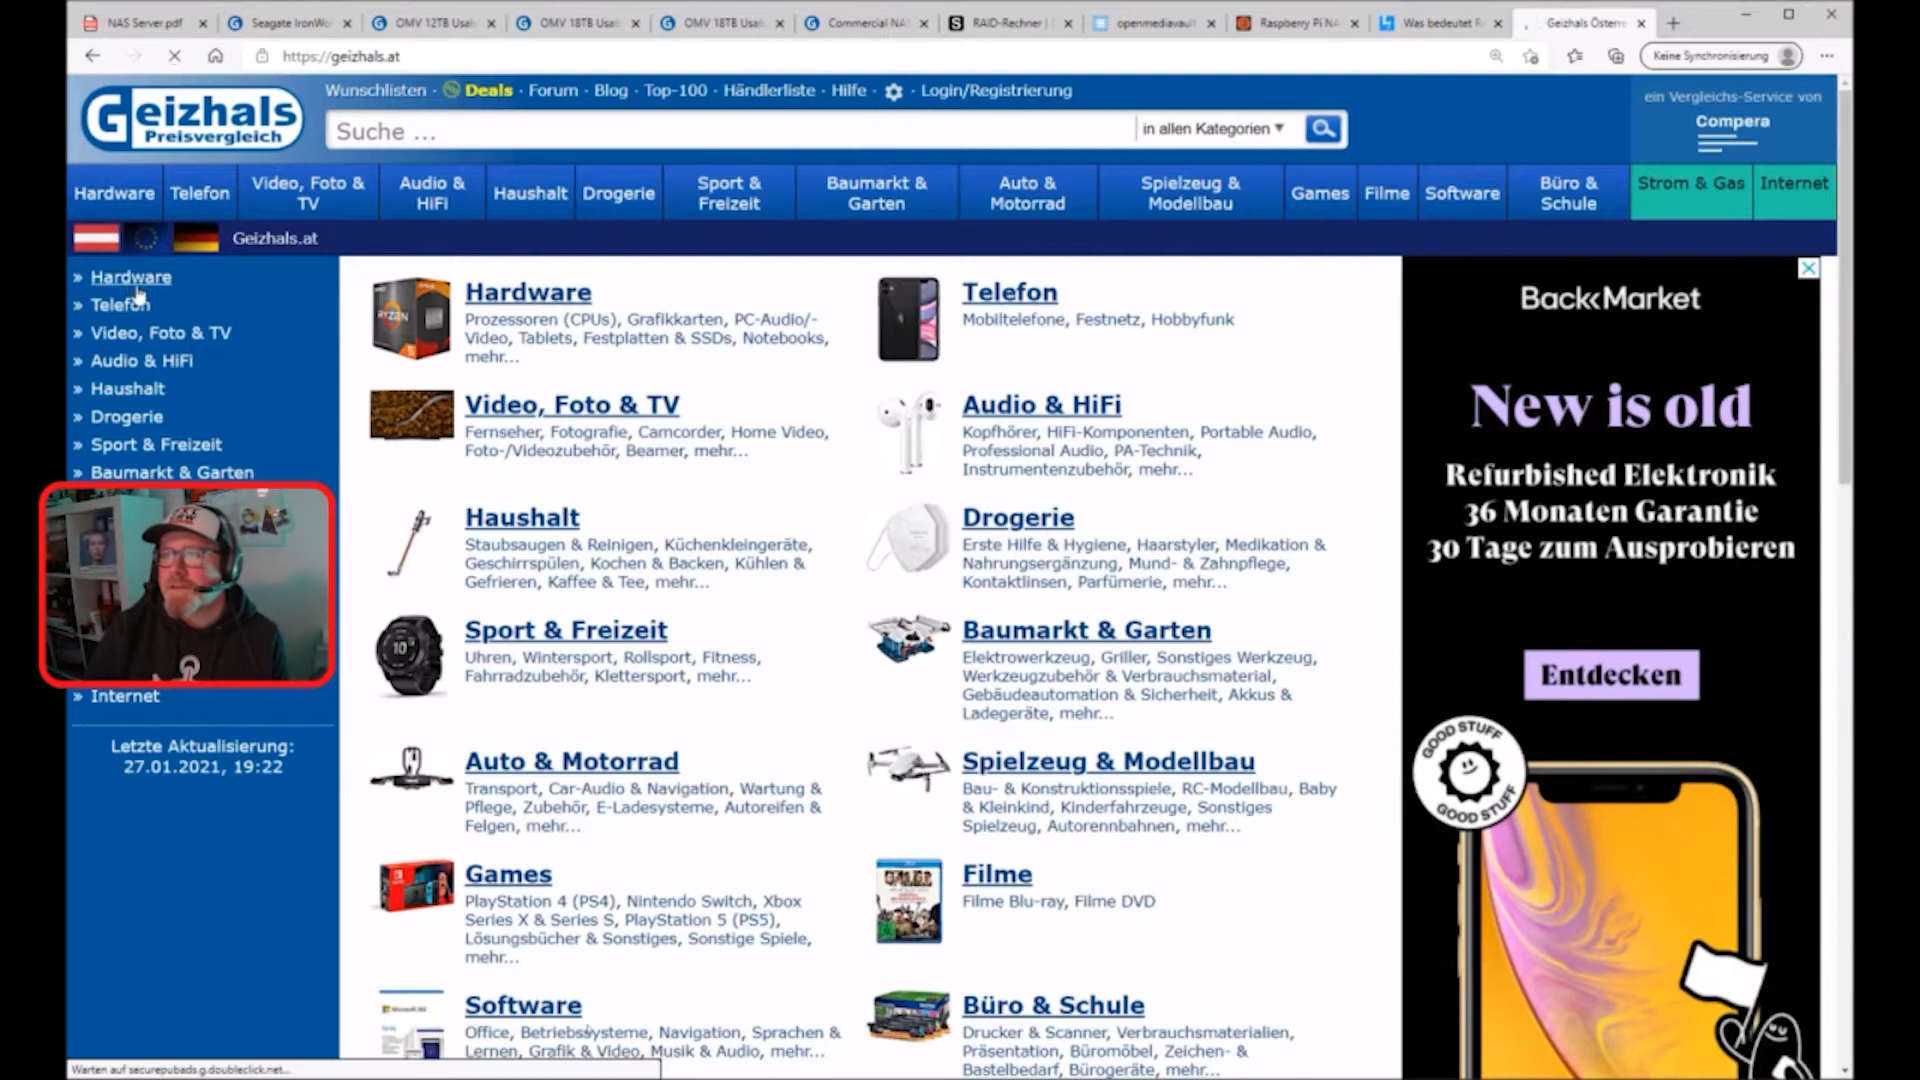 NAS Server.pdf
Seagate IronWo
OMV 12TB Usab
OMV 18TB Usab
OMV 18TB Usab
Commercial NAS
RAID-Rechner |
openmediavault
Raspberry Pi NA
Was bedeutet R
Geizhals Österre
https://geizhals.at
Keine Synchronisierung
Geizhals
Preisvergleich
Wunschlisten · Deals · Forum · Blog · Top-100 · Händlerliste · Hilfe · Login/Registrierung
Suche ...
in allen Kategorien
ein Vergleichs-Service von
Compera
Hardware
Telefon
Video, Foto &
TV
Audio &
HiFi
Haushalt
Drogerie
Sport &
Freizeit
Baumarkt &
Garten
Auto &
Motorrad
Spielzeug &
Modellbau
Games
Filme
Software
Büro &
Schule
Strom & Gas
Internet
Geizhals.at
» Hardware
» Telefon
» Video, Foto & TV
» Audio & HiFi
» Haushalt
» Drogerie
» Sport & Freizeit
» Baumarkt & Garten
» Internet
Letzte Aktualisierung:
27.01.2021, 19:22
RYZEN
Hardware
Prozessoren (CPUs), Grafikkarten, PC-Audio/-
Video, Tablets, Festplatten & SSDs, Notebooks,
mehr...
Telefon
Mobiltelefone, Festnetz, Hobbyfunk
Video, Foto & TV
Fernseher, Fotografie, Camcorder, Home Video,
Foto-/Videozubehör, Beamer, mehr...
Audio & HiFi
Kopfhörer, HiFi-Komponenten, Portable Audio,
Professional Audio, PA-Technik,
Instrumentenzubehör, mehr...
Haushalt
Staubsaugen & Reinigen, Küchenkleingeräte,
Geschirrspülen, Kochen & Backen, Kühlen &
Gefrieren, Kaffee & Tee, mehr...
Drogerie
Erste Hilfe & Hygiene, Haarstyler, Medikation &
Nahrungsergänzung, Mund- & Zahnpflege,
Kontaktlinsen, Parfümerie, mehr...
10
Sport & Freizeit
Uhren, Wintersport, Rollsport, Fitness,
Fahrradzubehör, Klettersport, mehr...
Baumarkt & Garten
Elektrowerkzeug, Griller, Sonstiges Werkzeug,
Werkzeugzubehör & Verbrauchsmaterial,
Gebäudeautomation & Sicherheit, Akkus &
Ladegeräte, mehr...
Auto & Motorrad
Transport, Car-Audio & Navigation, Wartung &
Pflege, Zubehör, E-Ladesysteme, Autoreifen &
Felgen, mehr...
Spielzeug & Modellbau
Bau- & Konstruktionsspiele, RC-Modellbau, Baby
& Kleinkind, Kinderfahrzeuge, Sonstiges
Spielzeug, Autorennbahnen, mehr...
Games
PlayStation 4 (PS4), Nintendo Switch, Xbox
Series X & Series S, PlayStation 5 (PS5),
Lösungsbücher & Sonstiges, Sonstige Spiele,
mehr...
Filme
Filme Blu-ray, Filme DVD
Software
Office, Betriebssysteme, Navigation, Sprachen &
Lernen, Grafik & Video, Musik & Audio, mehr...
Büro & Schule
Drucker & Scanner, Verbrauchsmaterialien,
Präsentation, Büromöbel, Zeichen- &
Bastelbedarf, Bürogeräte, mehr...
Back Market
New is old
Refurbished Elektronik
36 Monaten Garantie
30 Tage zum Ausprobieren
Entdecken
GOOD STUFF
GOOD STUFF
Warten auf securepubads.g.doubleclick.net...